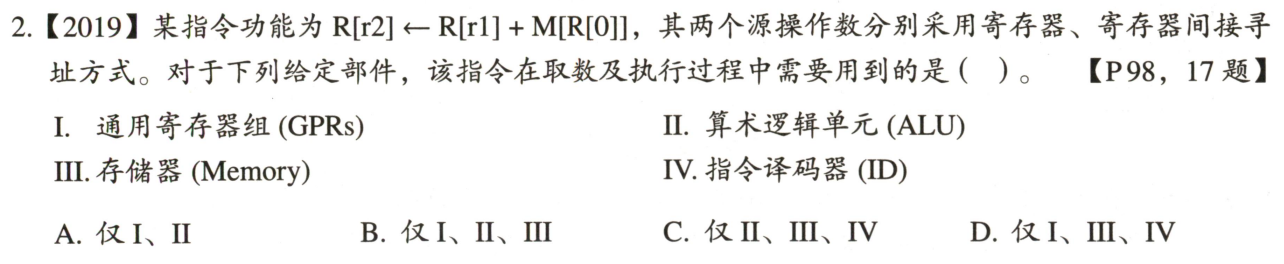 2.【2019】某指令功能为 R[r2] ← R[r1] + M[R[0]]，其两个源操作数分别采用寄存器、寄存器间接寻
址方式。对于下列给定部件，该指令在取数及执行过程中需要用到的是（ ）。 【P98，17 题】
I. 通用寄存器组 (GPRs) II. 算术逻辑单元 (ALU)
III. 存储器 (Memory) IV. 指令译码器 (ID)
A. 仅 I、II B. 仅 I、II、III C. 仅 II、III、IV D. 仅 I、III、IV